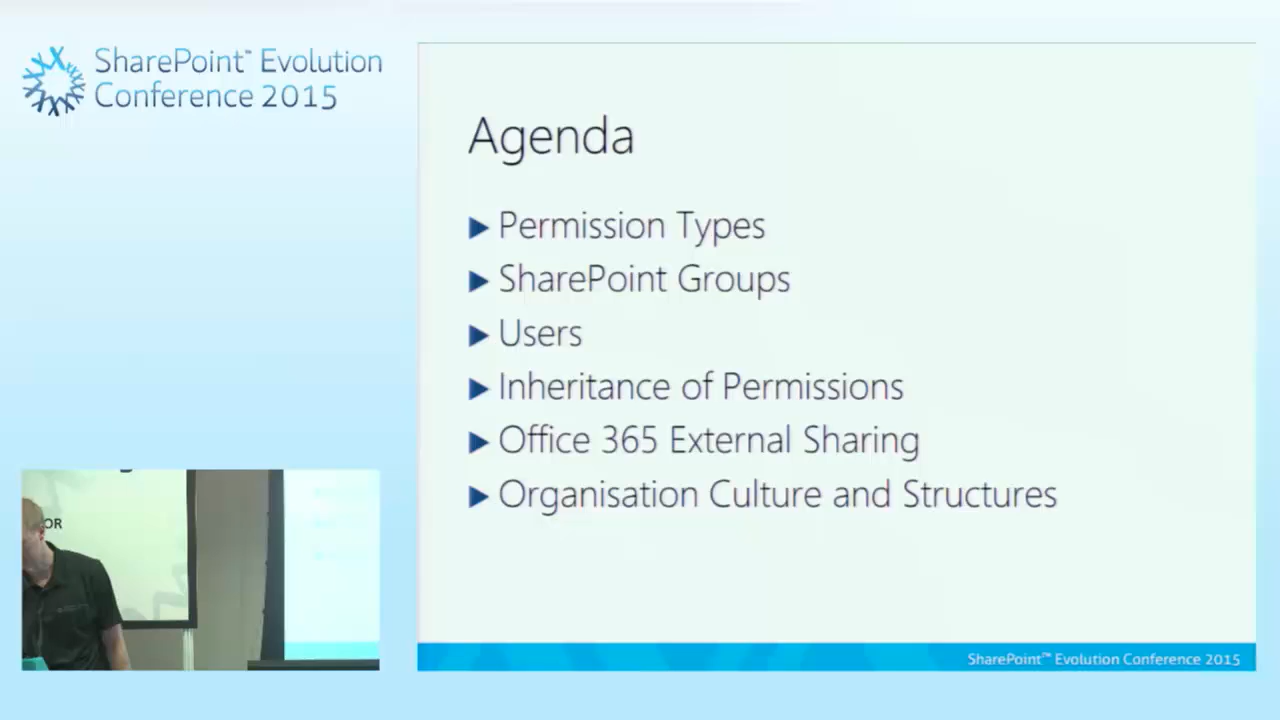 SharePoint™ Evolution
Conference 2015
Agenda
Permission Types
SharePoint Groups
Users
Inheritance of Permissions
Office 365 External Sharing
Organisation Culture and Structures
OR
SharePoint™ Evolution Conference 2015